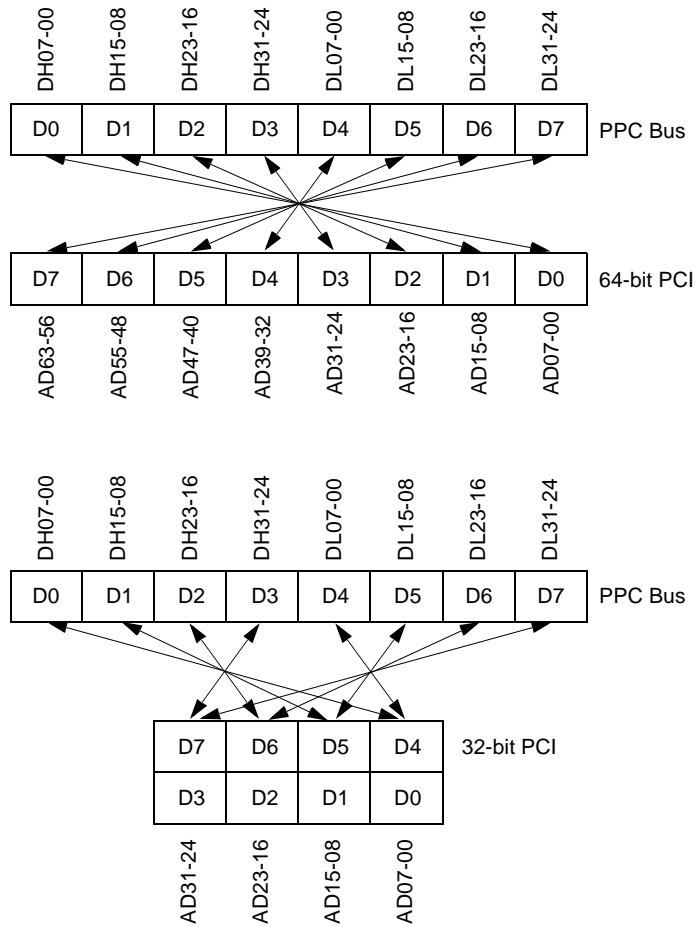 DH07-00 DH15-08 DH23-16 DH31-24 DL07-00 DL15-08 DL23-16 DL31-24
D0 D1 D2 D3 D4 D5 D6 D7 PPC Bus
D7 D6 D5 D4 D3 D2 D1 D0 64-bit PCI
AD63-56 AD55-48 AD47-40 AD39-32 AD31-24 AD23-16 AD15-08 AD07-00
DH07-00 DH15-08 DH23-16 DH31-24 DL07-00 DL15-08 DL23-16 DL31-24
D0 D1 D2 D3 D4 D5 D6 D7 PPC Bus
D7 D6 D5 D4 32-bit PCI
D3 D2 D1 D0
AD31-24 AD23-16 AD15-08 AD07-00